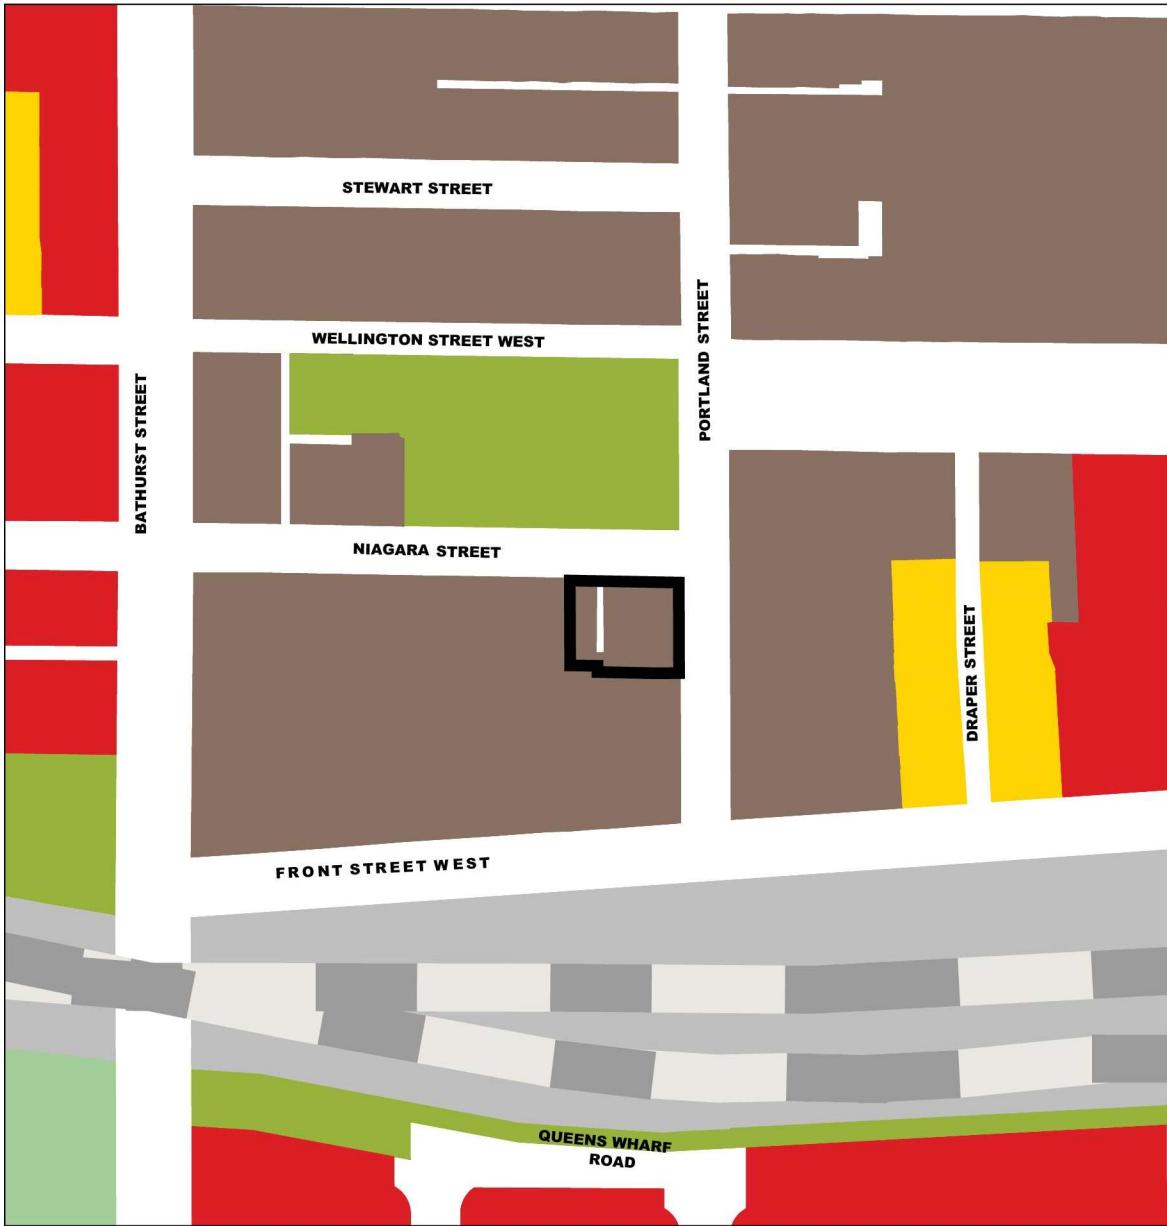 STEWART STREET
WELLINGTON STREET WEST
PORTLAND STREET
BATHURST STREET
NIAGARA STREET
DRAPER STREET
FRONT STREET WEST
QUEENS WHARF
ROAD